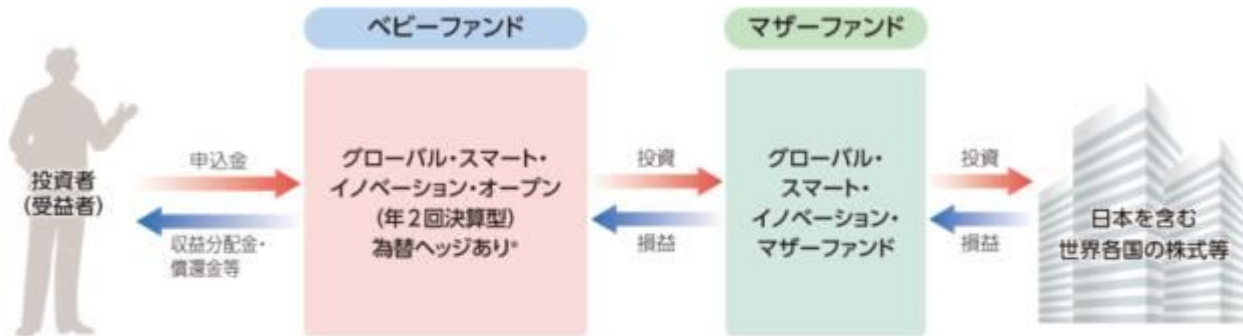 ベビーファンド
マザーファンド
投資者
(受益者)
申込金
収益分配金・
償還金等
グローバル・スマート・
イノベーション・オープン
(年2回決算型)
為替ヘッジあり*
投資
損益
グローバル・
スマート・
イノベーション・
マザーファンド
投資
損益
日本を含む
世界各国の株式等